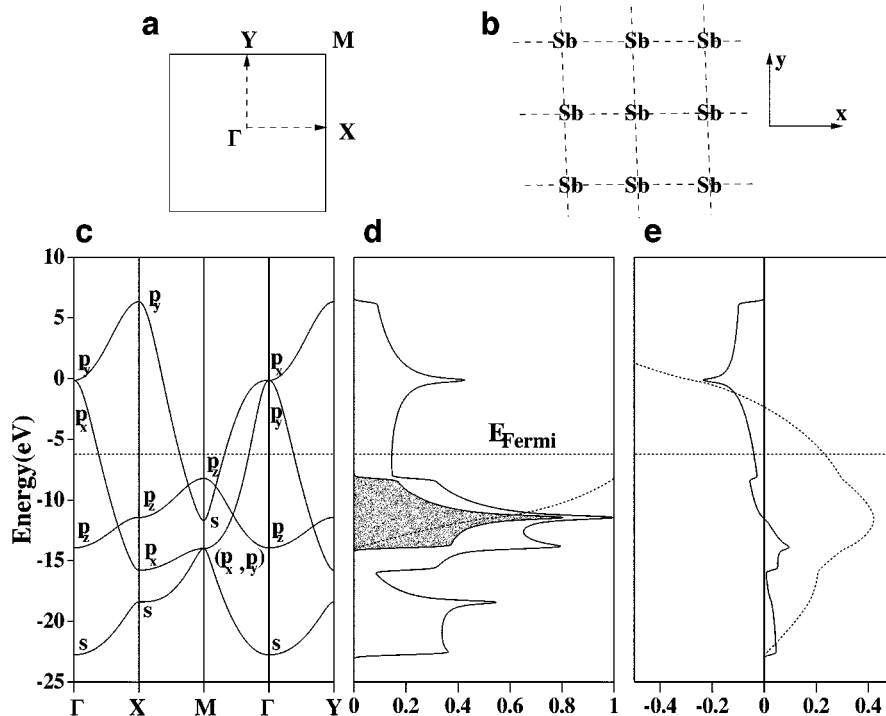 a
Y
M
Γ
X
b
Sb Sb Sb
Sb Sb Sb
Sb Sb Sb
y
x
c
d
e
Energy(eV)
10
5
0
-5
-10
-15
-20
-25
p_y
p_y
p_x
p_x
p_y
p_z
p_z
p_z
p_z
s
p_x
(p_x ,p_y)
s
s
s
Γ X M Γ Y
E_Fermi
0 0.2 0.4 0.6 0.8 1
-0.4 -0.2 0 0.2 0.4